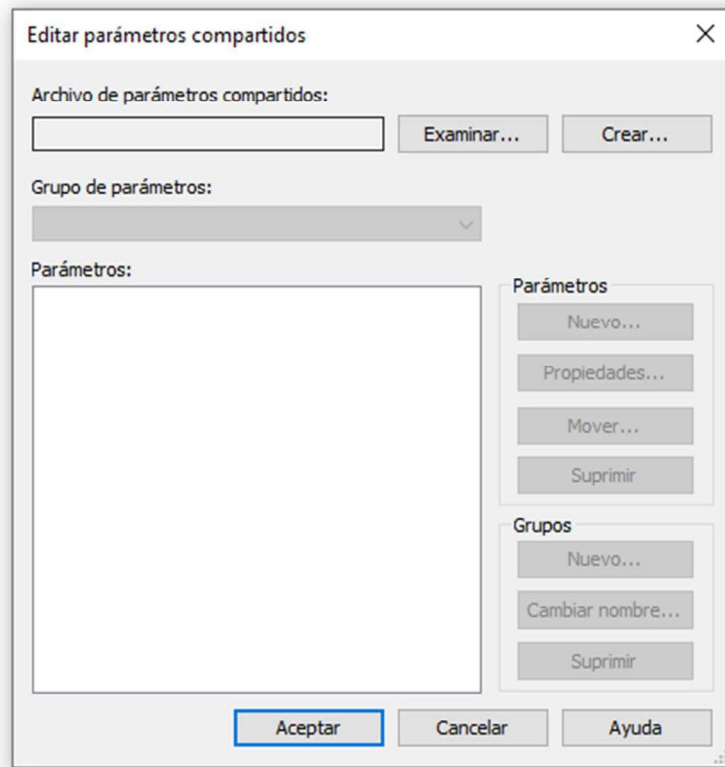 Editar parámetros compartidos
Archivo de parámetros compartidos:
Examinar...
Crear...
Grupo de parámetros:
Parámetros:
Parámetros
Nuevo...
Propiedades...
Mover...
Suprimir
Grupos
Nuevo...
Cambiar nombre...
Suprimir
Aceptar
Cancelar
Ayuda